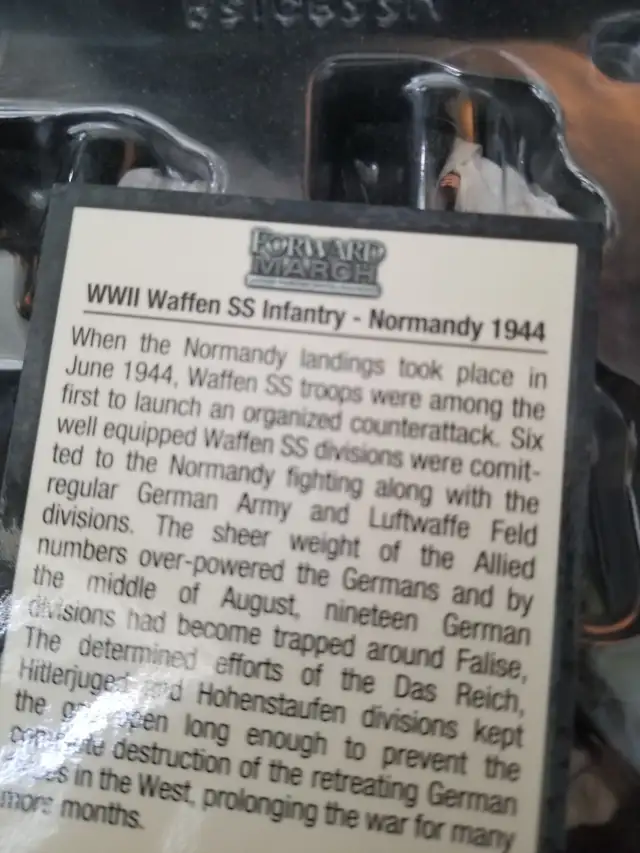 FORWARD
MARCH
WWII Waffen SS Infantry - Normandy 1944
When the Normandy landings took place in
June 1944, Waffen SS troops were among the
first to launch an organized counterattack. Six
well equipped Waffen SS divisions were comit-
ted to the Normandy fighting along with the
regular German Army and Luftwaffe Feld
divisions. The sheer weight of the Allied
numbers over-powered the Germans and by
the middle of August, nineteen German
divisions had become trapped around Falise,
The determined efforts of the Das Reich,
Hohenstaufen divisions kept
the open long enough to prevent the
destruction of the retreating German
in the West, prolonging the war for many
more months.